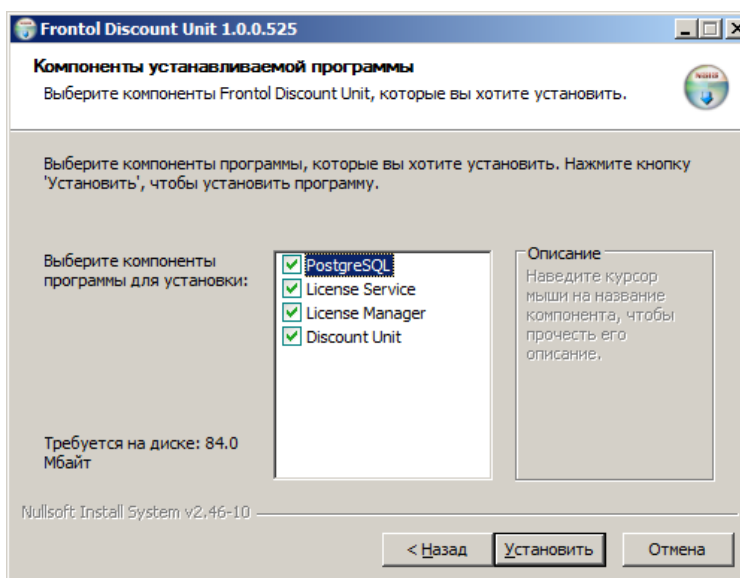 Frontol Discount Unit 1.0.0.525
Компоненты устанавливаемой программы
Выберите компоненты Frontol Discount Unit, которые вы хотите установить.
Выберите компоненты программы, которые вы хотите установить. Нажмите кнопку
'Установить', чтобы установить программу.
Выберите компоненты
программы для установки:
PostgreSQL
License Service
License Manager
Discount Unit
Описание
Наведите курсор
мыши на название
компонента, чтобы
прочесть его
описание.
Требуется на диске: 84.0
Мбайт
Nullsoft Install System v2.46-10
< Назад
Установить
Отмена